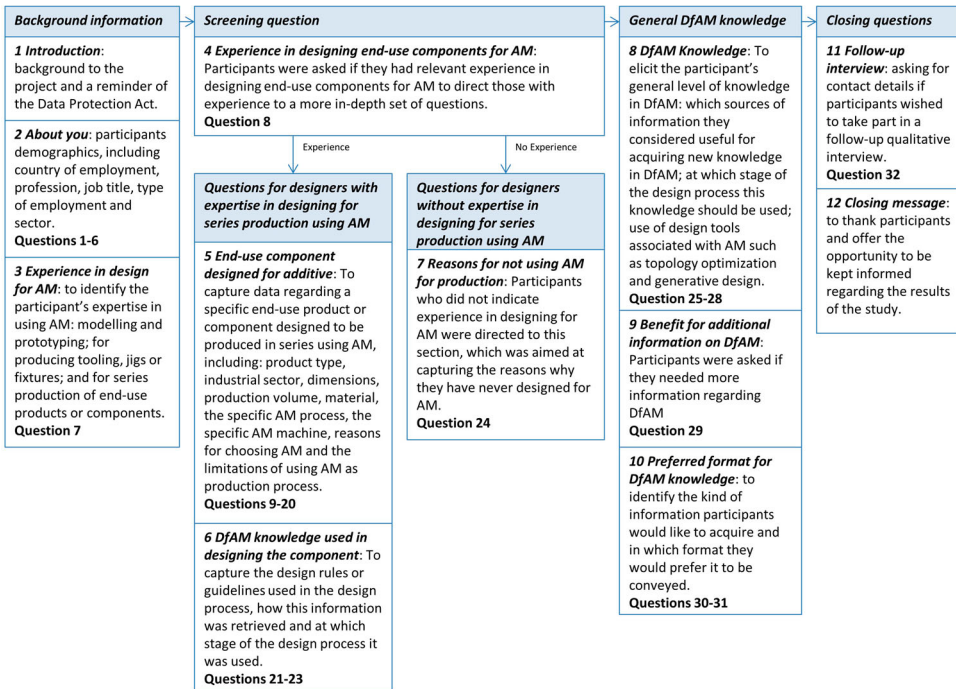 Background information
1 Introduction:
background to the
project and a reminder of
the Data Protection Act.
2 About you: participants
demographics, including
country of employment,
profession, job title, type
of employment and
sector.
Questions 1-6
3 Experience in design
for AM: to identify the
participant's expertise in
using AM: modelling and
prototyping; for
producing tooling, jigs or
fixtures; and for series
production of end-use
products or components.
Question 7
Screening question
4 Experience in designing end-use components for AM:
Participants were asked if they had relevant experience in
designing end-use components for AM to direct those with
experience to a more in-depth set of questions.
Question 8
Experience
No Experience
Questions for designers with
expertise in designing for
series production using AM
5 End-use component
designed for additive: To
capture data regarding a
specific end-use product or
component designed to be
produced in series using AM,
including: product type,
industrial sector, dimensions,
production volume, material,
the specific AM process, the
specific AM machine, reasons
for choosing AM and the
limitations of using AM as
production process.
Questions 9-20
6 DfAM knowledge used in
designing the component: To
capture the design rules or
guidelines used in the design
process, how this information
was retrieved and at which
stage of the design process it
was used.
Questions 21-23
Questions for designers
without expertise in
designing for series
production using AM
7 Reasons for not using AM
for production: Participants
who did not indicate
experience in designing for
AM were directed to this
section, which was aimed at
capturing the reasons why
they have never designed for
AM.
Question 24
General DfAM knowledge
8 DfAM Knowledge: To
elicit the participant's
general level of knowledge
in DfAM: which sources of
information they
considered useful for
acquiring new knowledge
in DfAM; at which stage of
the design process this
knowledge should be used;
use of design tools
associated with AM such
as topology optimization
and generative design.
Question 25-28
9 Benefit for additional
information on DfAM:
Participants were asked if
they needed more
information regarding
DfAM
Question 29
10 Preferred format for
DfAM knowledge: to
identify the kind of
information participants
would like to acquire and
in which format they
would prefer it to be
conveyed.
Questions 30-31
Closing questions
11 Follow-up
interview: asking for
contact details if
participants wished to
take part in a
follow-up qualitative
interview.
Question 32
12 Closing message:
to thank participants
and offer the
opportunity to be
kept informed
regarding the results
of the study.